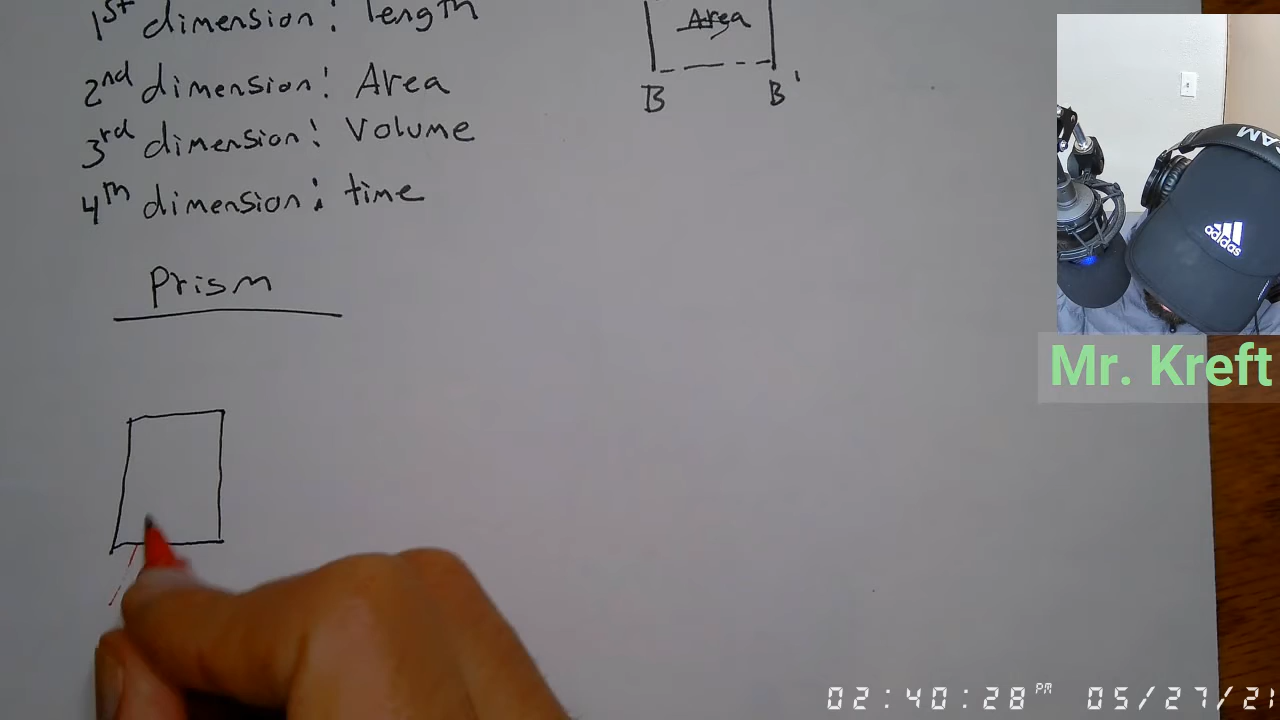 1st dimension: length
2nd dimension: Area
3rd dimension: Volume
4th dimension: time
Prism
Area
B B'
CAM
adidas
Mr. Kreft
02:40:28 PM 05/27/21